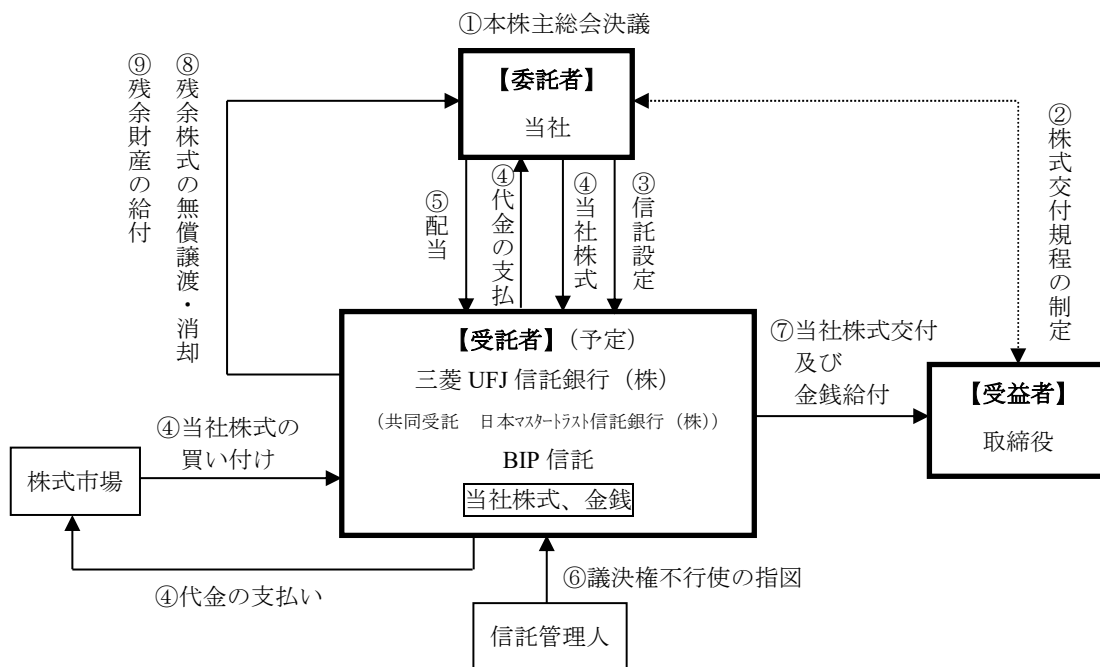 ①本株主総会決議
【委託者】
当社
⑨残余財産の給付
⑧残余株式の無償譲渡・消却
⑤配当
④代金の支払
④当社株式
③信託設定
②株式交付規程の制定
【受託者】（予定）
三菱 UFJ 信託銀行（株）
（共同受託　日本ﾏｽﾀｰﾄﾗｽﾄ信託銀行（株））
BIP 信託
当社株式、金銭
⑦当社株式交付
及び
金銭給付
【受益者】
取締役
④当社株式の
買い付け
株式市場
④代金の支払い
⑥議決権不行使の指図
信託管理人